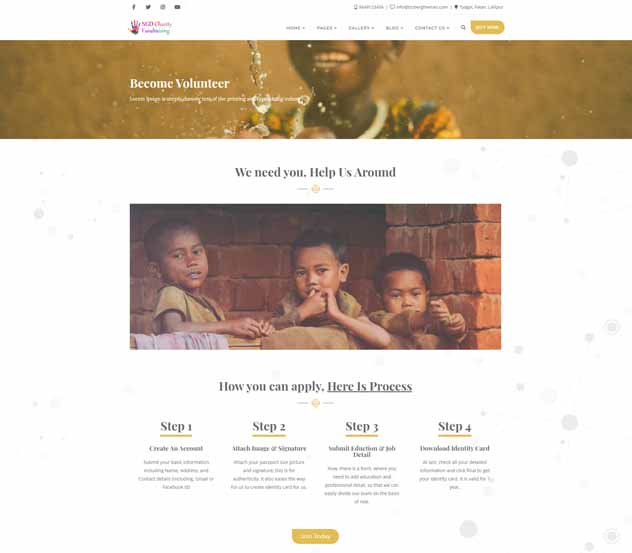 info@icebergthemes.com | Tyagal, Patan, Lalitpur
NGD Charity
Fundraising
HOME PAGES GALLERY BLOG CONTACT US BUY NOW
Become Volunteer
Lorem Ipsum is simply dummy text of the printing and typesetting industry.
We need you, Help Us Around
How you can apply, Here Is Process
Step 1 Step 2 Step 3 Step 4
Create An Account Attach Image & Signature Submit Eduction & Job Detail Download Identity Card
Submit your basic information
including Name, Address, and
Contact details (including, Gmail or
Facebook ID)
Attach your passport size picture
and signature; this is for
authenticity. It also eases the way
for us to create identity card for us.
Now, there is a form, where you
need to add education and
professional detail, so that we can
easily divide our team on the basis
of role.
At last, check all your detailed
information and click final to get
your identity card. It is valid for 1
year.
Join Today